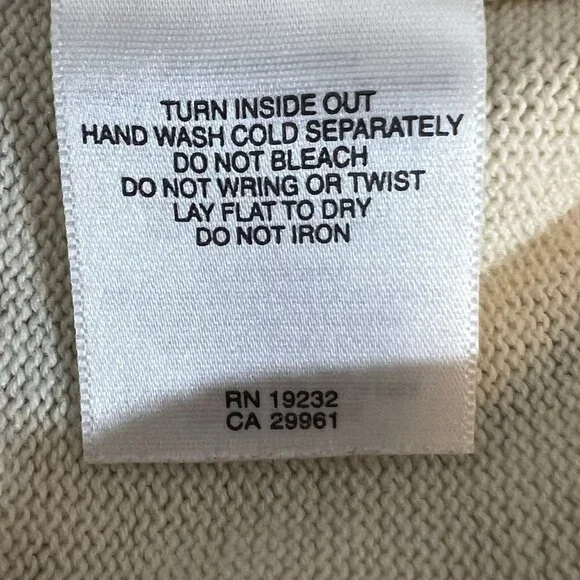 TURN INSIDE OUT
HAND WASH COLD SEPARATELY
DO NOT BLEACH
DO NOT WRING OR TWIST
LAY FLAT TO DRY
DO NOT IRON
RN 19232
CA 29961